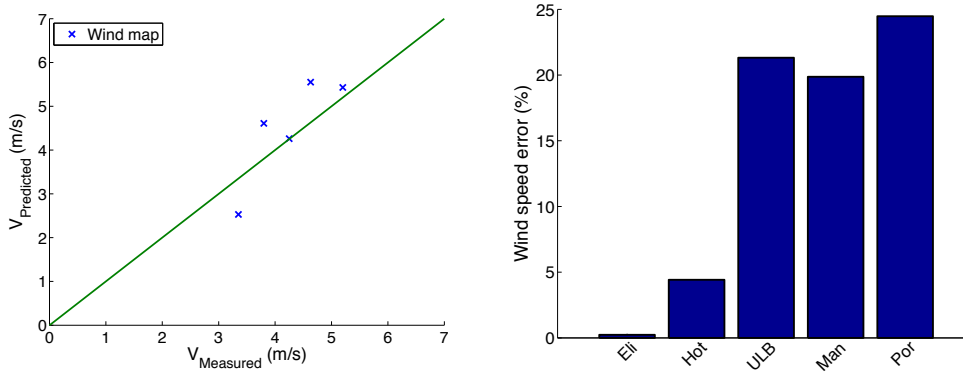 7
6
5
4
3
2
1
0
V_Predicted (m/s)
Wind map
0 1 2 3 4 5 6 7
V_Measured (m/s)
25
20
15
10
5
0
Wind speed error (%)
Eli Hot ULB Man Por